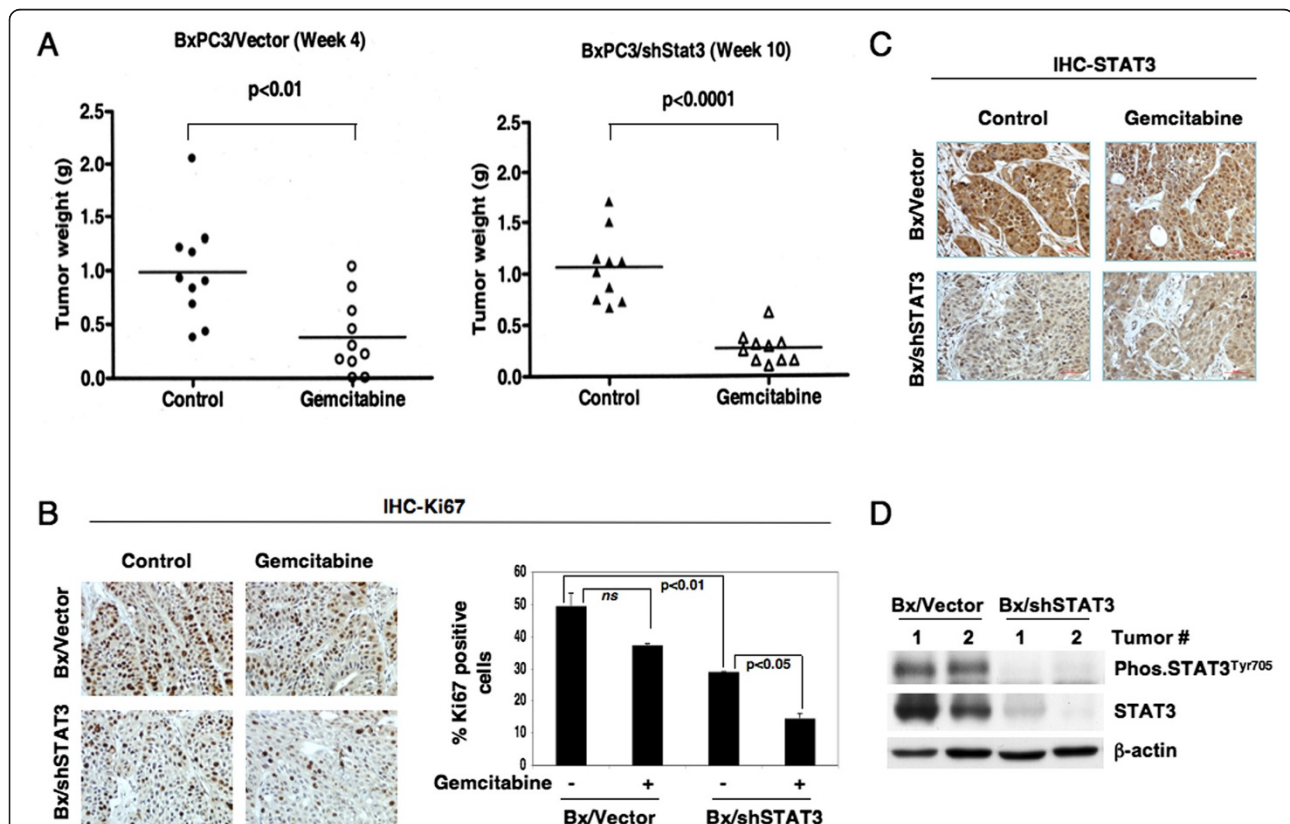 A
BxPC3/Vector (Week 4)
p<0.01
Tumor weight (g)
2.5
2.0
1.5
1.0
0.5
0.0
Control
Gemcitabine
BxPC3/shStat3 (Week 10)
p<0.0001
Tumor weight (g)
2.5
2.0
1.5
1.0
0.5
0.0
Control
Gemcitabine
C
IHC-STAT3
Control
Gemcitabine
Bx/Vector
Bx/shSTAT3
B
IHC-Ki67
Control
Gemcitabine
Bx/Vector
Bx/shSTAT3
% Ki67 positive
cells
60
50
40
30
20
10
0
ns
p<0.01
p<0.05
Gemcitabine - + - +
Bx/Vector Bx/shSTAT3
D
Bx/Vector Bx/shSTAT3
1 2 1 2 Tumor #
Phos.STAT3Tyr705
STAT3
β-actin